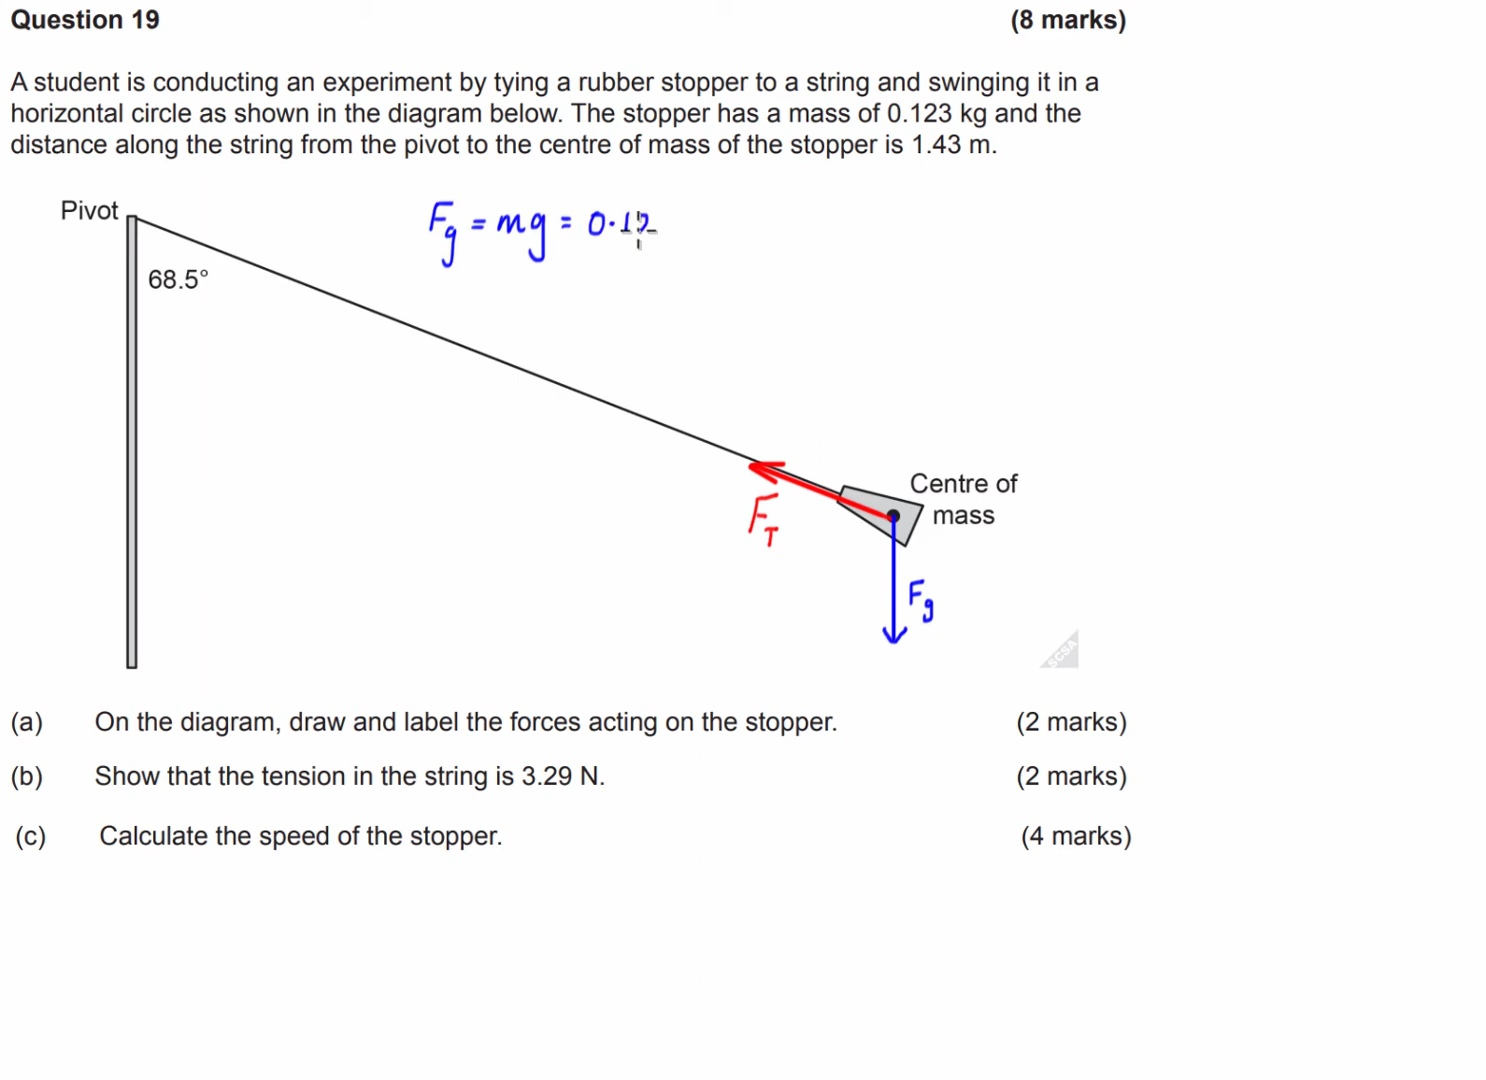 Question 19 (8 marks)
A student is conducting an experiment by tying a rubber stopper to a string and swinging it in a
horizontal circle as shown in the diagram below. The stopper has a mass of 0.123 kg and the
distance along the string from the pivot to the centre of mass of the stopper is 1.43 m.
Pivot
Fg = mg = 0.12
68.5°
Centre of
mass
FT
Fg
SCSA
(a) On the diagram, draw and label the forces acting on the stopper. (2 marks)
(b) Show that the tension in the string is 3.29 N. (2 marks)
(c) Calculate the speed of the stopper. (4 marks)